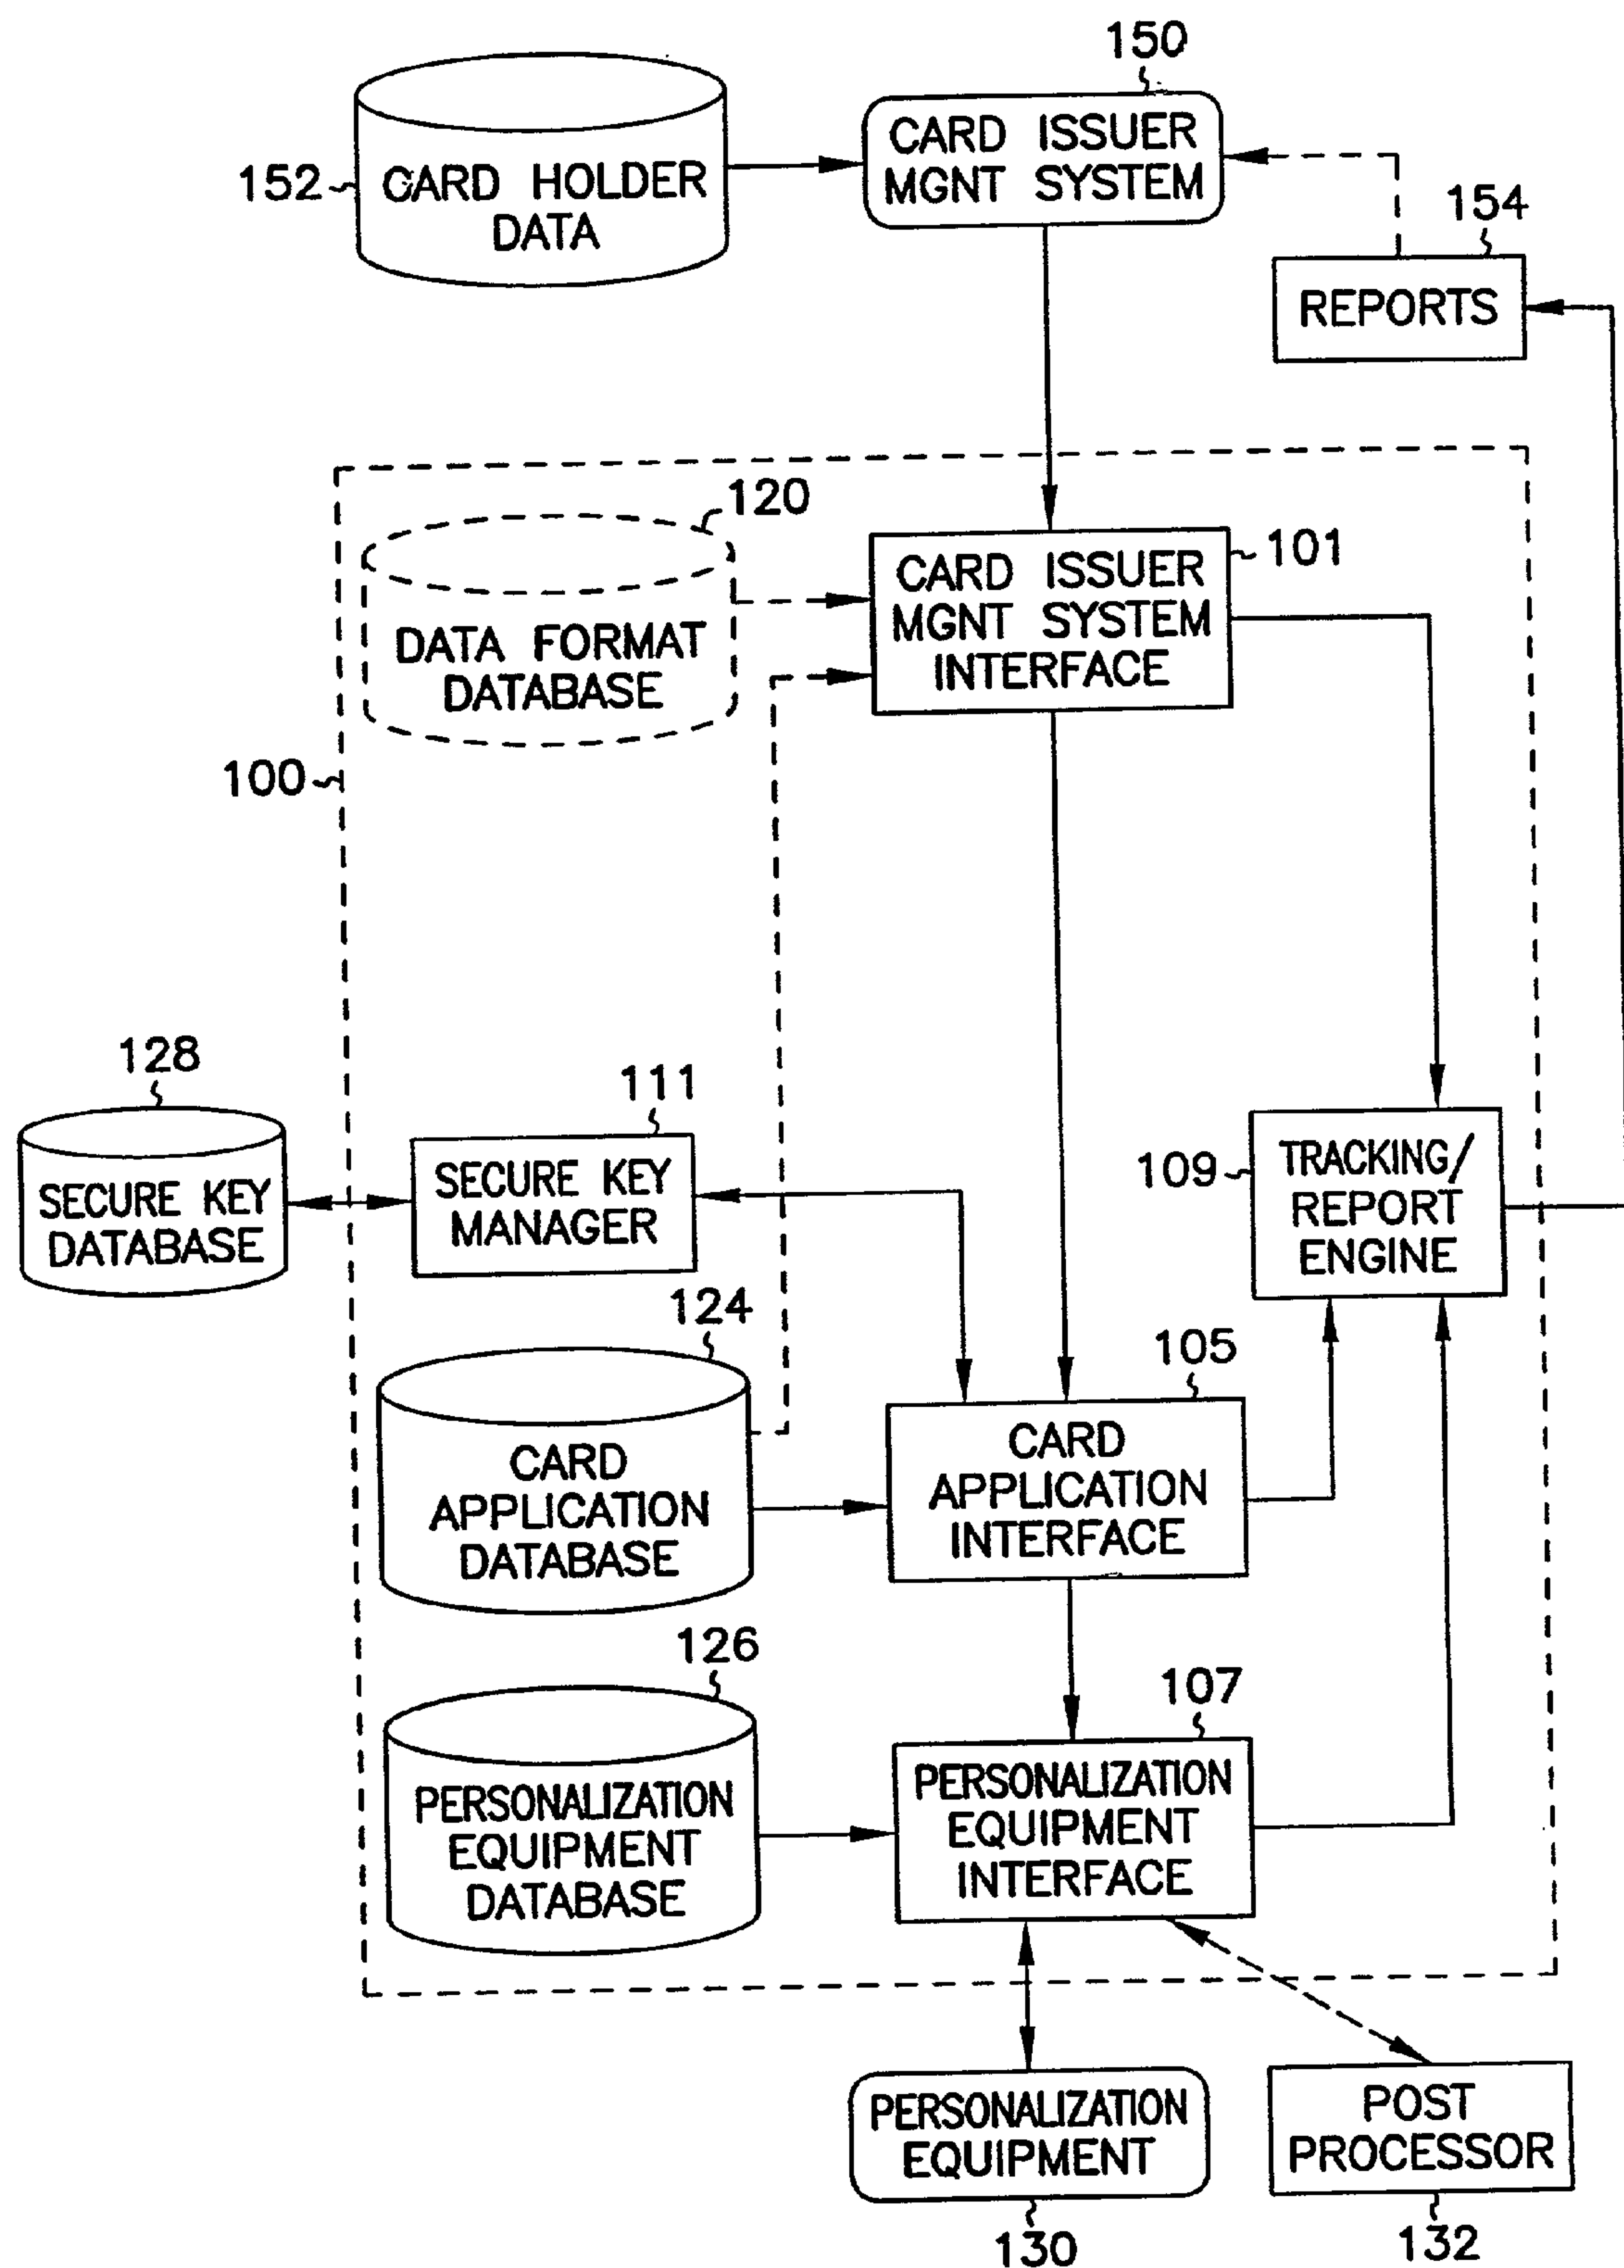 150
CARD ISSUER
MGNT SYSTEM
152
CARD HOLDER
DATA
154
REPORTS
120
DATA FORMAT
DATABASE
101
CARD ISSUER
MGNT SYSTEM
INTERFACE
100
128
SECURE KEY
DATABASE
111
SECURE KEY
MANAGER
109
TRACKING/
REPORT
ENGINE
124
CARD
APPLICATION
DATABASE
105
CARD
APPLICATION
INTERFACE
126
PERSONALIZATION
EQUIPMENT
DATABASE
107
PERSONALIZATION
EQUIPMENT
INTERFACE
PERSONALIZATION
EQUIPMENT
130
POST
PROCESSOR
132